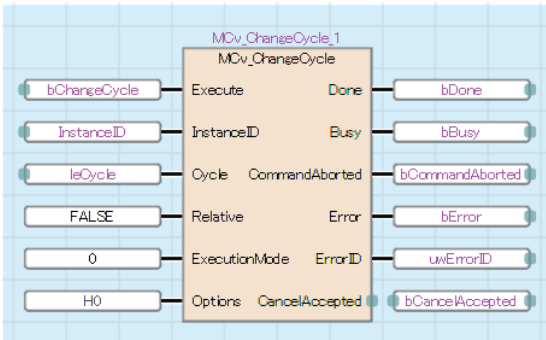 MCv_ChangeCycle_1
MCv_ChangeCycle
bChangeCycle Execute Done bDone
InstanceID InstanceID Busy bBusy
leCycle Cycle CommandAborted bCommandAborted
FALSE Relative Error bError
0 ExecutionMode ErrorID uwErrorID
H0 Options CancelAccepted bCancelAccepted